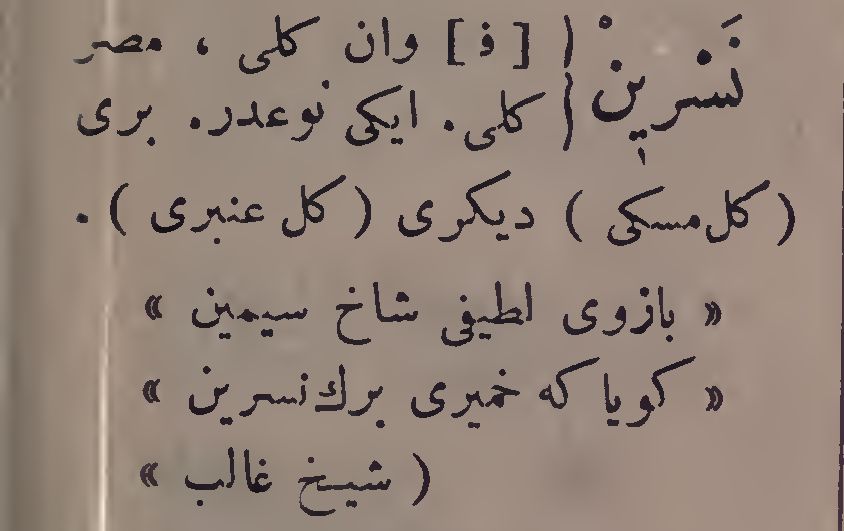 نَسْرِينْ ( [ ف ] وان كلى ، مصر
( كلى. ايكى نوعدر. برى
( كل مسكى ) ديكرى ( كل عنبرى ) .
« بازوى لطيفى شاخ سيمين »
« كويا كه خميرى برك نسرين »
( شيخ غالب »